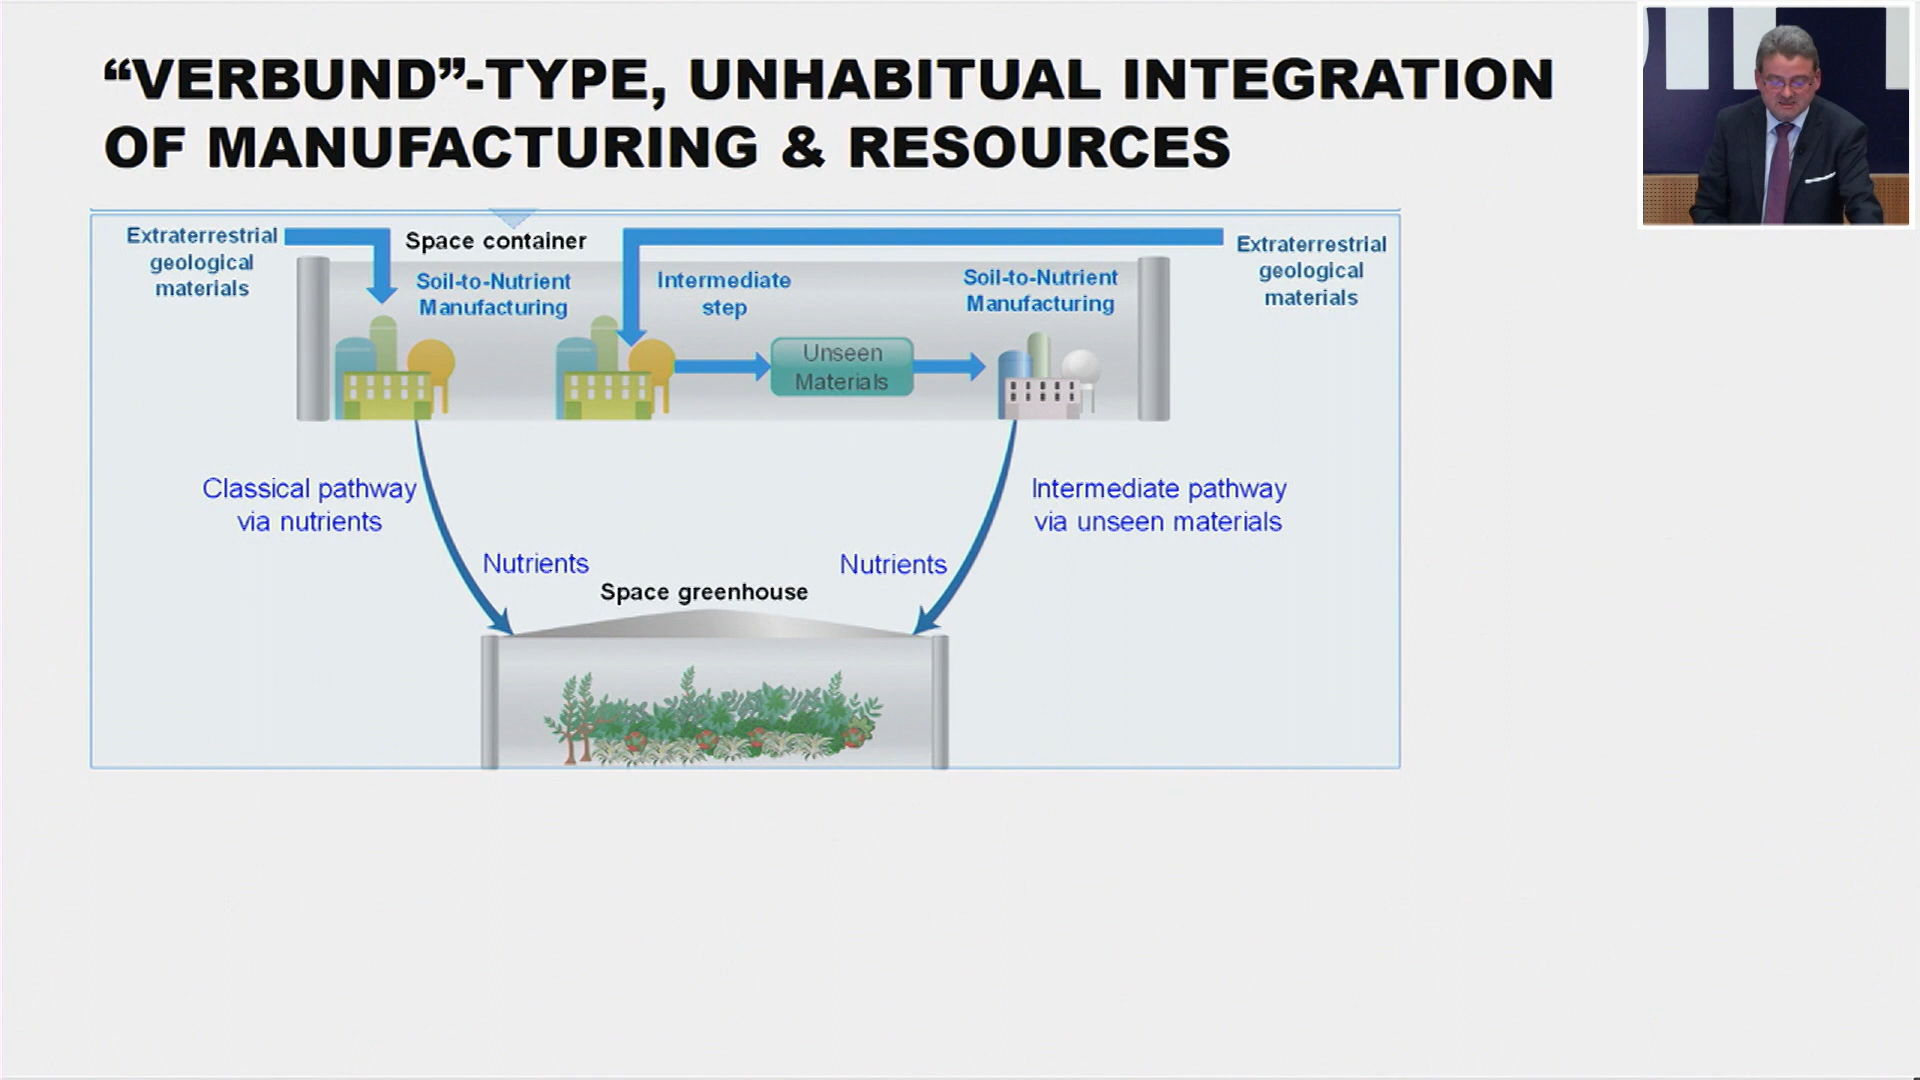 “VERBUND”-TYPE, UNHABITUAL INTEGRATION
OF MANUFACTURING & RESOURCES
Extraterrestrial
geological
materials
Space container
Soil-to-Nutrient
Manufacturing
Intermediate
step
Unseen
Materials
Soil-to-Nutrient
Manufacturing
Extraterrestrial
geological
materials
Classical pathway
via nutrients
Nutrients
Nutrients
Intermediate pathway
via unseen materials
Space greenhouse